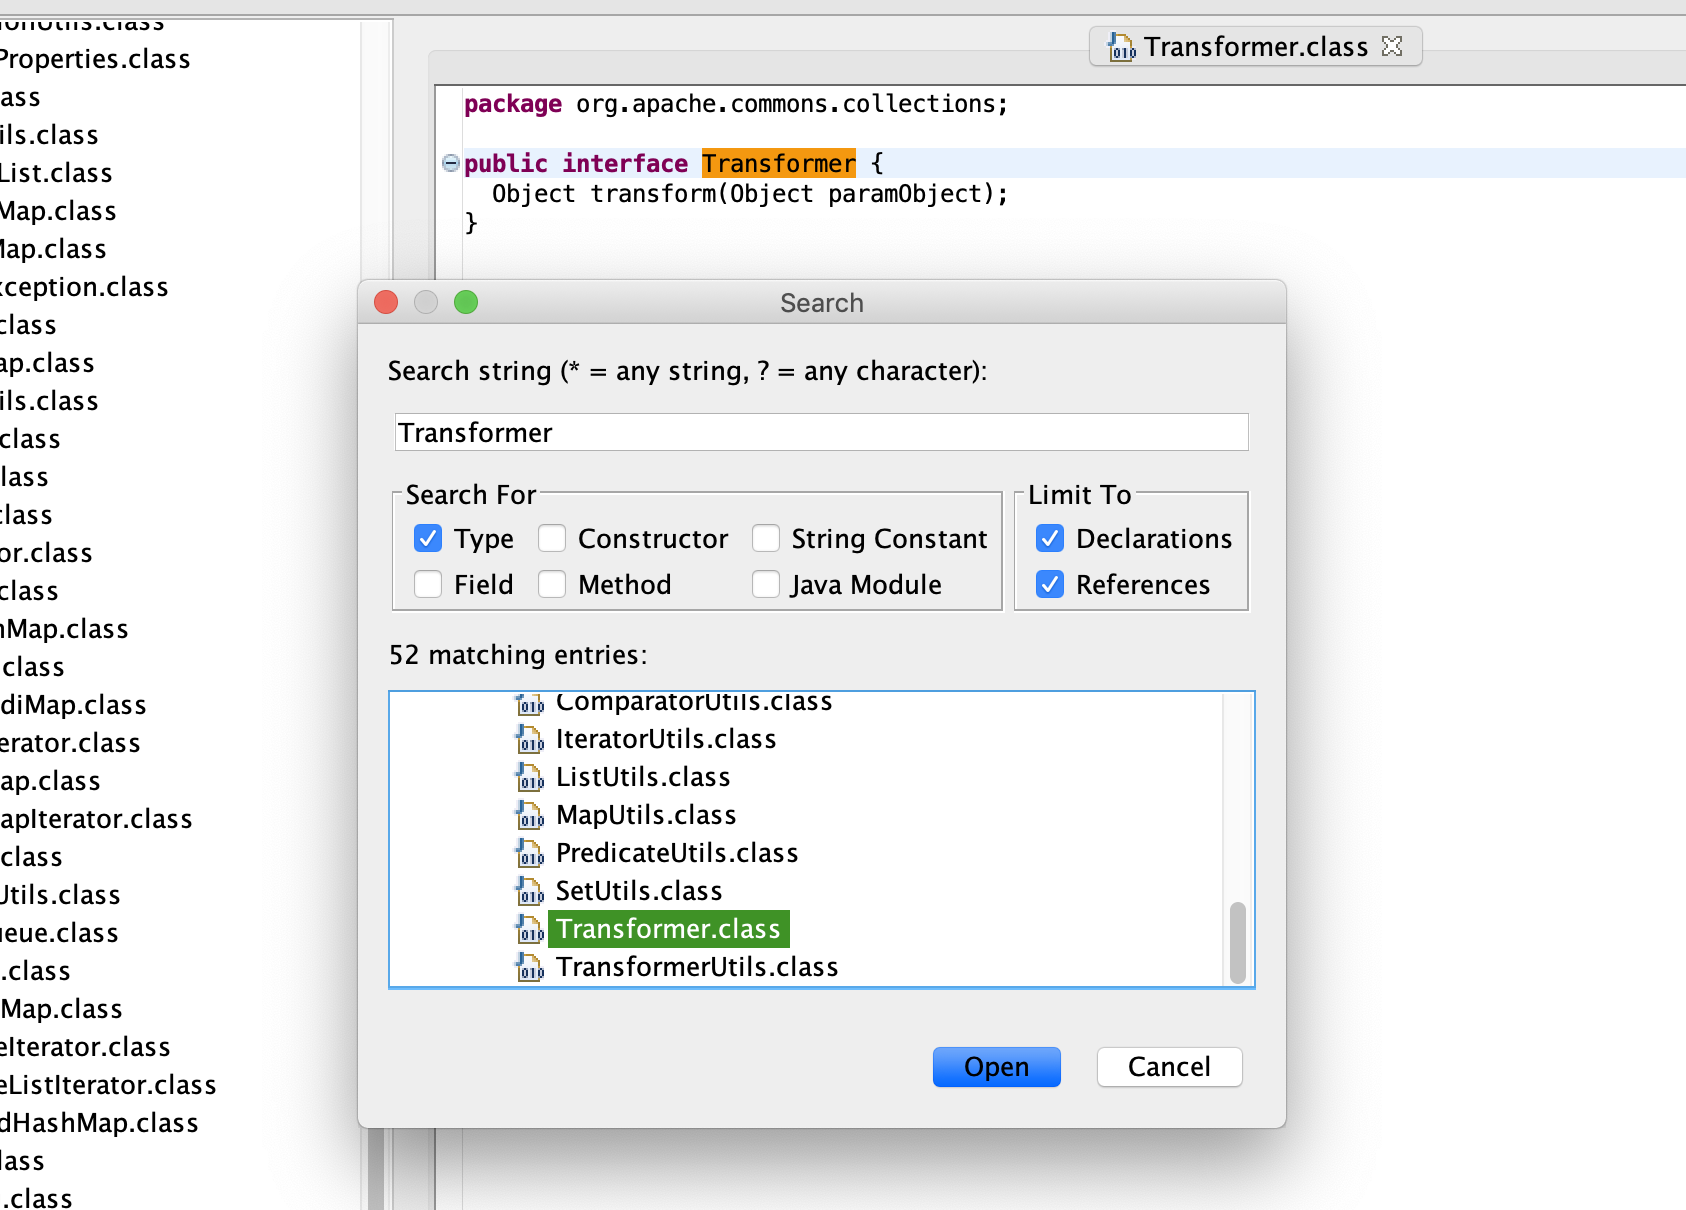 Properties.class
ass
ils.class
List.class
Map.class
Map.class
xception.class
class
ap.class
ils.class
class
lass
class
or.class
class
nMap.class
class
diMap.class
erator.class
ap.class
apIterator.class
class
Utils.class
ueue.class
.class
Map.class
eIterator.class
eListIterator.class
dHashMap.class
lass
.class
Transformer.class
package org.apache.commons.collections;
public interface Transformer {
Object transform(Object paramObject);
}
Search
Search string (* = any string, ? = any character):
Transformer
Search For
Type Constructor String Constant
Field Method Java Module
Limit To
Declarations
References
52 matching entries:
ComparatorUtils.class
IteratorUtils.class
ListUtils.class
MapUtils.class
PredicateUtils.class
SetUtils.class
Transformer.class
TransformerUtils.class
Open Cancel